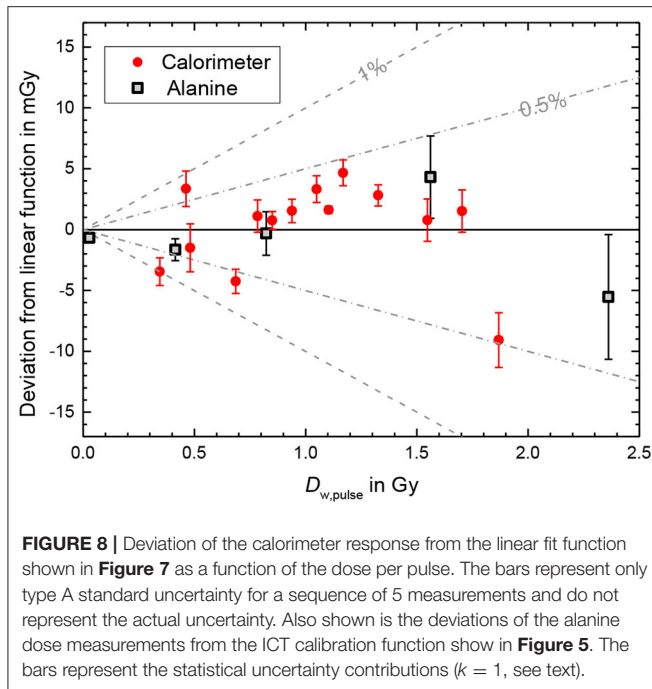 Calorimeter
Alanine
1%
0.5%
Deviation from linear function in mGy
15
10
5
0
-5
-10
-15
0.0 0.5 1.0 1.5 2.0 2.5
D w,pulse in Gy
FIGURE 8 | Deviation of the calorimeter response from the linear fit function
shown in Figure 7 as a function of the dose per pulse. The bars represent only
type A standard uncertainty for a sequence of 5 measurements and do not
represent the actual uncertainty. Also shown is the deviations of the alanine
dose measurements from the ICT calibration function show in Figure 5. The
bars represent the statistical uncertainty contributions (k = 1, see text).